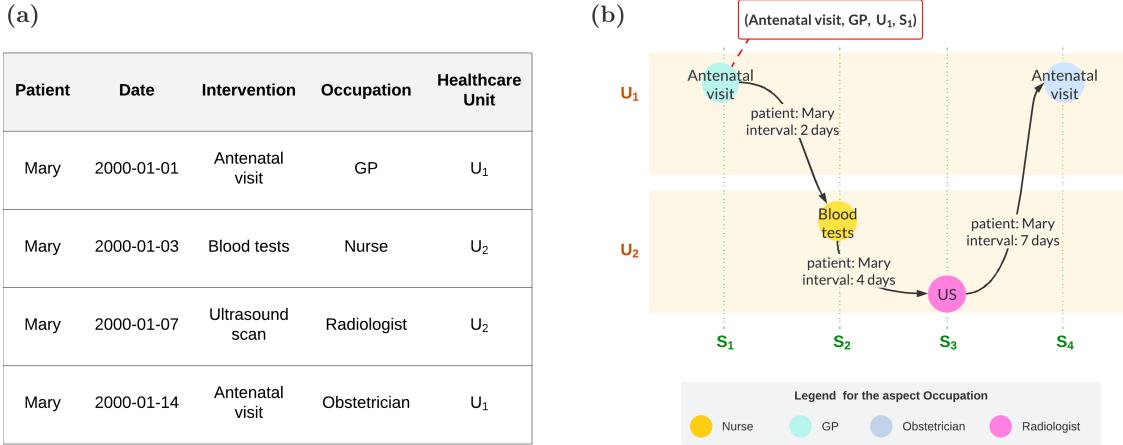 (a)
Patient Date Intervention Occupation Healthcare Unit
Mary 2000-01-01 Antenatal visit GP U1
Mary 2000-01-03 Blood tests Nurse U2
Mary 2000-01-07 Ultrasound scan Radiologist U2
Mary 2000-01-14 Antenatal visit Obstetrician U1
(b)
(Antenatal visit, GP, U1, S1)
U1
Antenatal
visit
patient: Mary
interval: 2 days
Antenatal
visit
U2
Blood
tests
patient: Mary
interval: 4 days
US
patient: Mary
interval: 7 days
S1 S2 S3 S4
Legend for the aspect Occupation
Nurse GP Obstetrician Radiologist